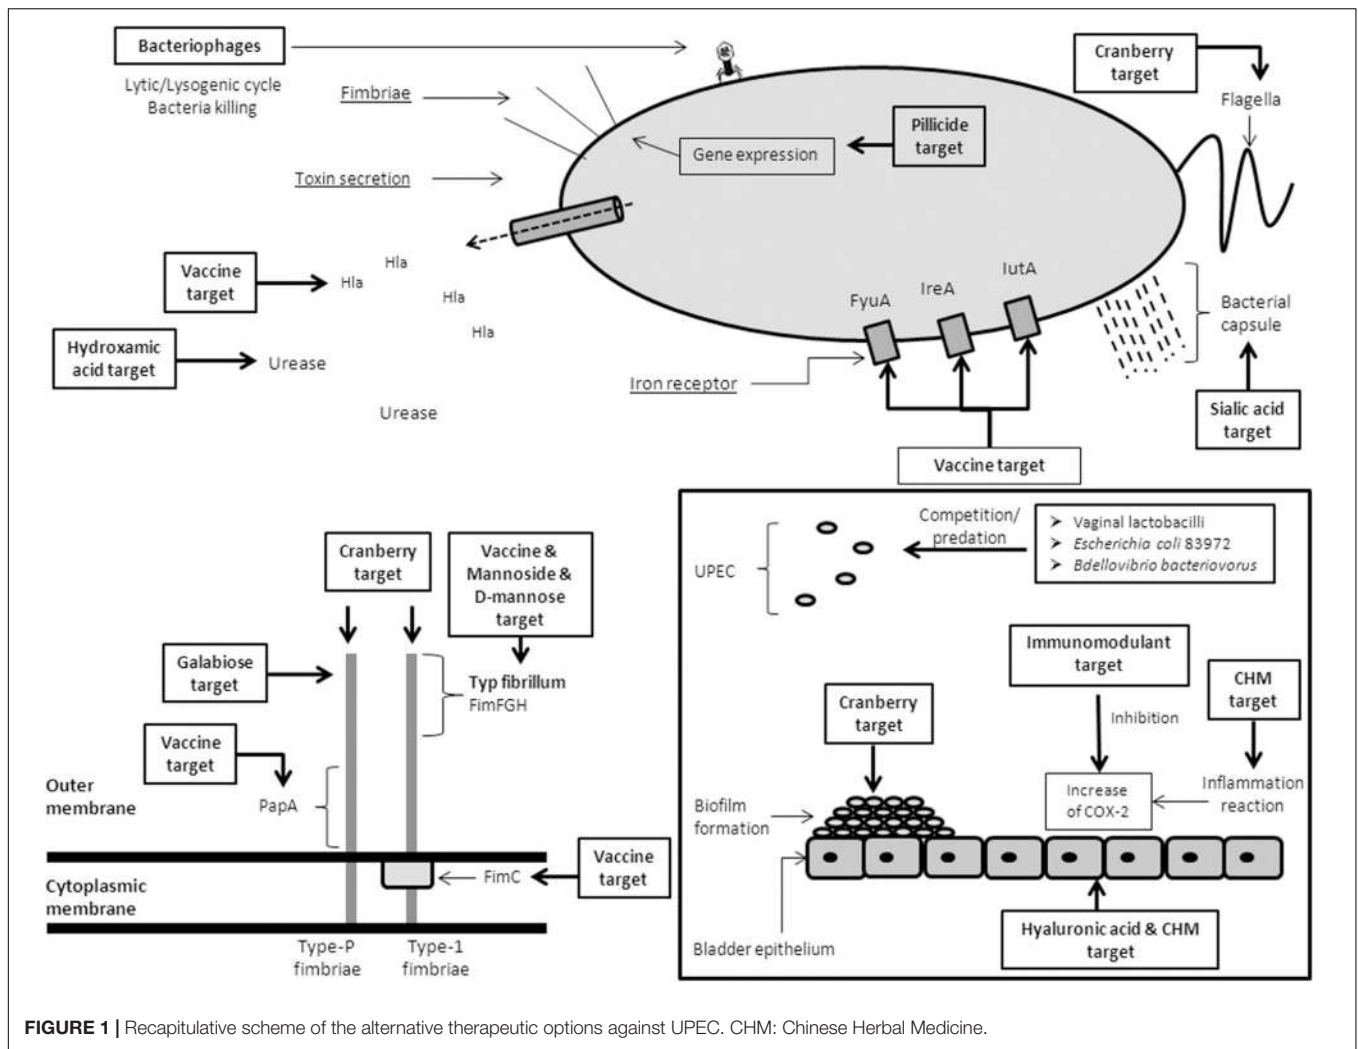 Bacteriophages
Lytic/Lysogenic cycle
Bacteria killing
Fimbriae
Toxin secretion
Gene expression
Pillicide
target
Cranberry
target
Flagella
Vaccine
target
Hla
Hla
Hla
Hla
Hydroxamic
acid target
Urease
Urease
FyuA
IreA
IutA
Iron receptor
Bacterial
capsule
Sialic acid
target
Vaccine target
Cranberry
target
Vaccine &
Mannoside &
D-mannose
target
Galabiose
target
Typ fibrillum
FimFGH
Vaccine
target
PapA
Outer
membrane
Cytoplasmic
membrane
FimC
Vaccine
target
Type-P
fimbriae
Type-1
fimbriae
UPEC
Competition/
predation
➤ Vaginal lactobacilli
➤ Escherichia coli 83972
➤ Bdellovibrio bacteriovorus
Immunomodulant
target
Inhibition
CHM
target
Cranberry
target
Increase
of COX-2
Inflammation
reaction
Biofilm
formation
Bladder epithelium
Hyaluronic acid & CHM
target
FIGURE 1 | Recapitulative scheme of the alternative therapeutic options against UPEC. CHM: Chinese Herbal Medicine.